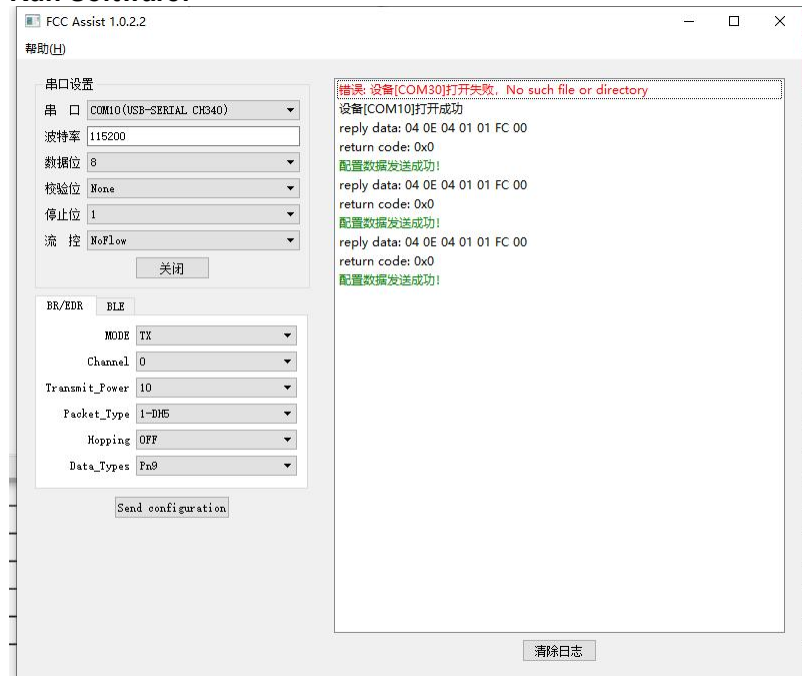 Run Software:
FCC Assist 1.0.2.2
帮助(H)
串口设置
串 口 COM10(USB-SERIAL CH340)
波特率 115200
数据位 8
校验位 None
停止位 1
流 控 NoFlow
关闭
BR/EDR BLE
MODE TX
Channel 0
Transmit_Power 10
Packet_Type 1-DH5
Hopping OFF
Data_Types Pn9
Send configuration
错误: 设备[COM30]打开失败，No such file or directory
设备[COM10]打开成功
reply data: 04 0E 04 01 01 FC 00
return code: 0x0
配置数据发送成功!
reply data: 04 0E 04 01 01 FC 00
return code: 0x0
配置数据发送成功!
reply data: 04 0E 04 01 01 FC 00
return code: 0x0
配置数据发送成功!
清除日志